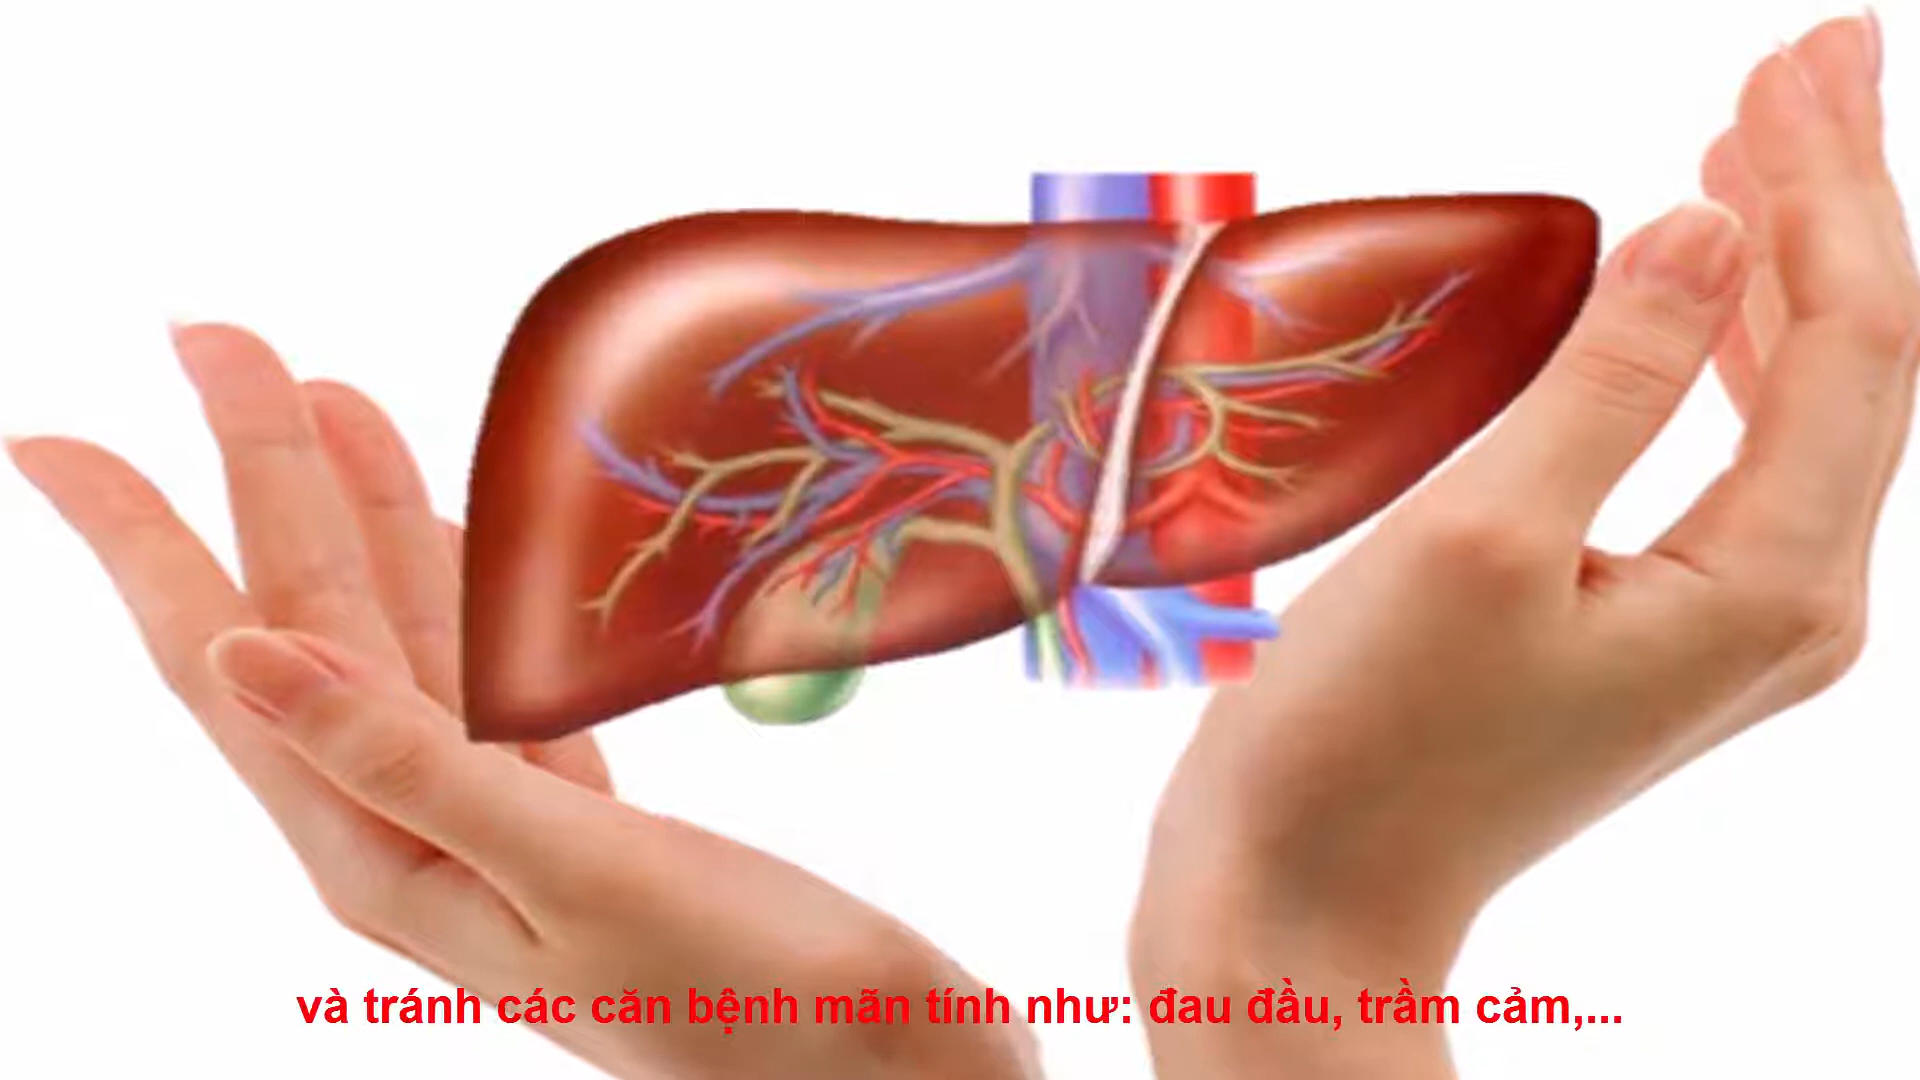 và tránh các căn bệnh mãn tính như: đau đầu, trầm cảm,...